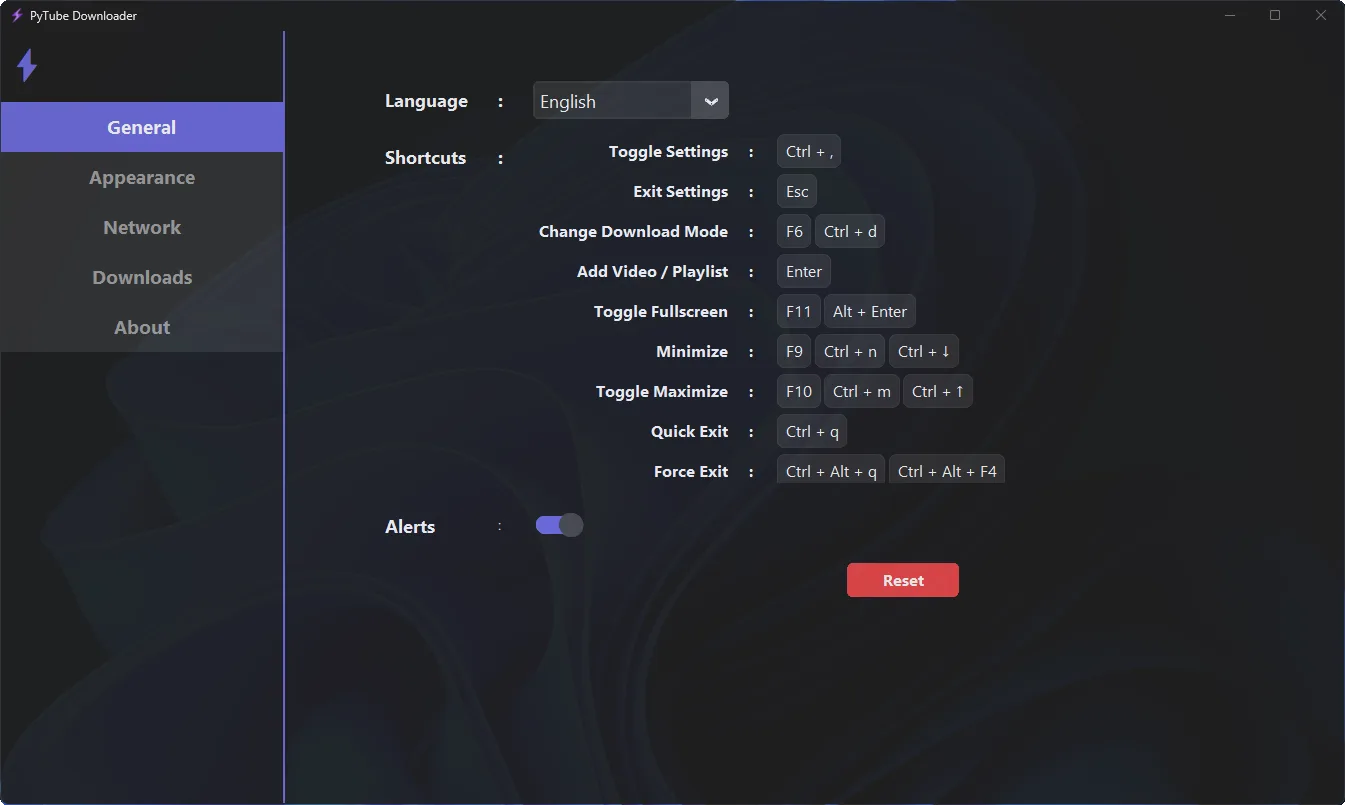 PyTube Downloader
General
Appearance
Network
Downloads
About
Language : English
Shortcuts :
Toggle Settings : Ctrl + ,
Exit Settings : Esc
Change Download Mode : F6 Ctrl + d
Add Video / Playlist : Enter
Toggle Fullscreen : F11 Alt + Enter
Minimize : F9 Ctrl + n Ctrl + ↓
Toggle Maximize : F10 Ctrl + m Ctrl + ↑
Quick Exit : Ctrl + q
Force Exit : Ctrl + Alt + q Ctrl + Alt + F4
Alerts :
Reset